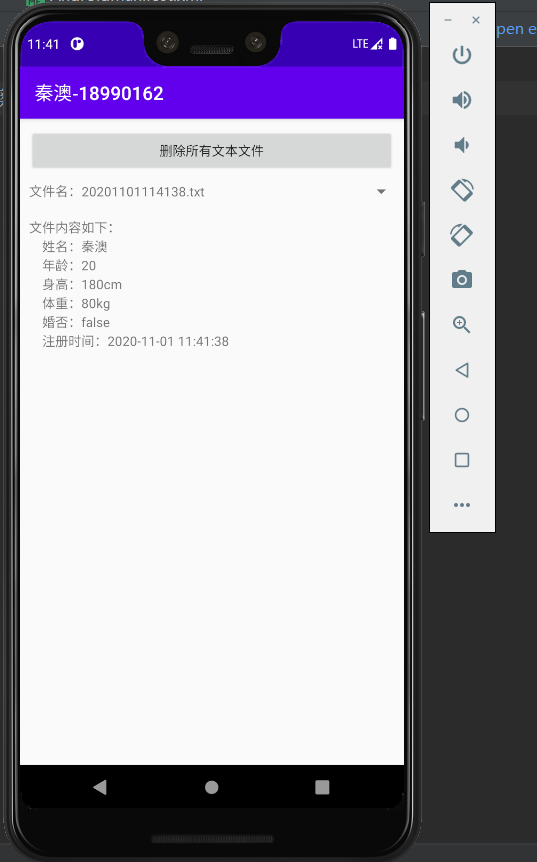 11:41
LTE
pen e
秦澳-18990162
删除所有文本文件
文件名：20201101114138.txt
文件内容如下：
姓名：秦澳
年龄：20
身高：180cm
体重：80kg
婚否：false
注册时间：2020-11-01 11:41:38